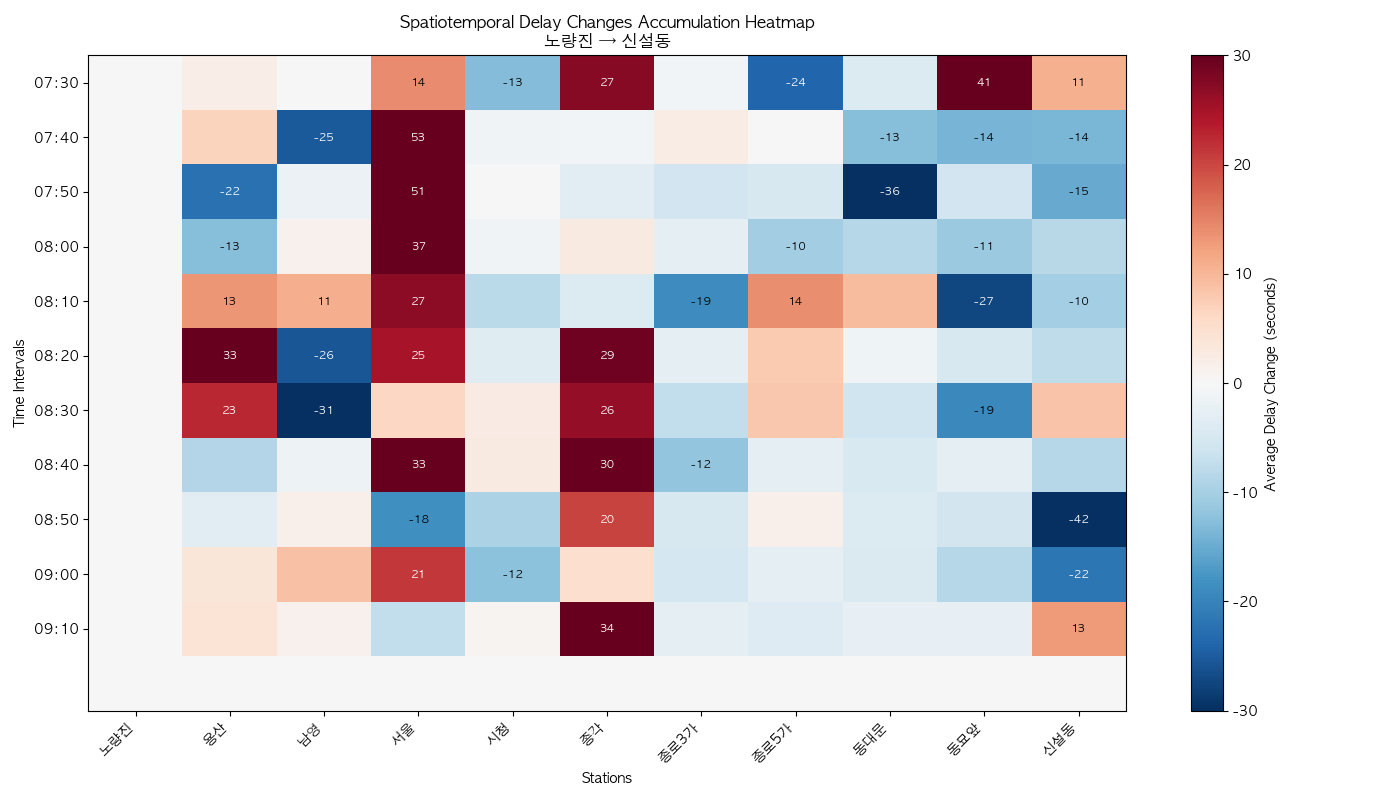 Spatiotemporal Delay Changes Accumulation Heatmap
노량진 → 신설동
Time Intervals
07:30 14 -13 27 -24 41 11
07:40 -25 53 -13 -14 -14
07:50 -22 51 -36 -15
08:00 -13 37 -10 -11
08:10 13 11 27 -19 14 -27 -10
08:20 33 -26 25 29
08:30 23 -31 26 -19
08:40 33 30 -12
08:50 -18 20 -42
09:00 21 -12 -22
09:10 34 13
노량진 용산 남영 서울 시청 종각 종로3가 종로5가 동대문 동묘앞 신설동
Stations
30
20
10
0
-10
-20
-30
Average Delay Change (seconds)